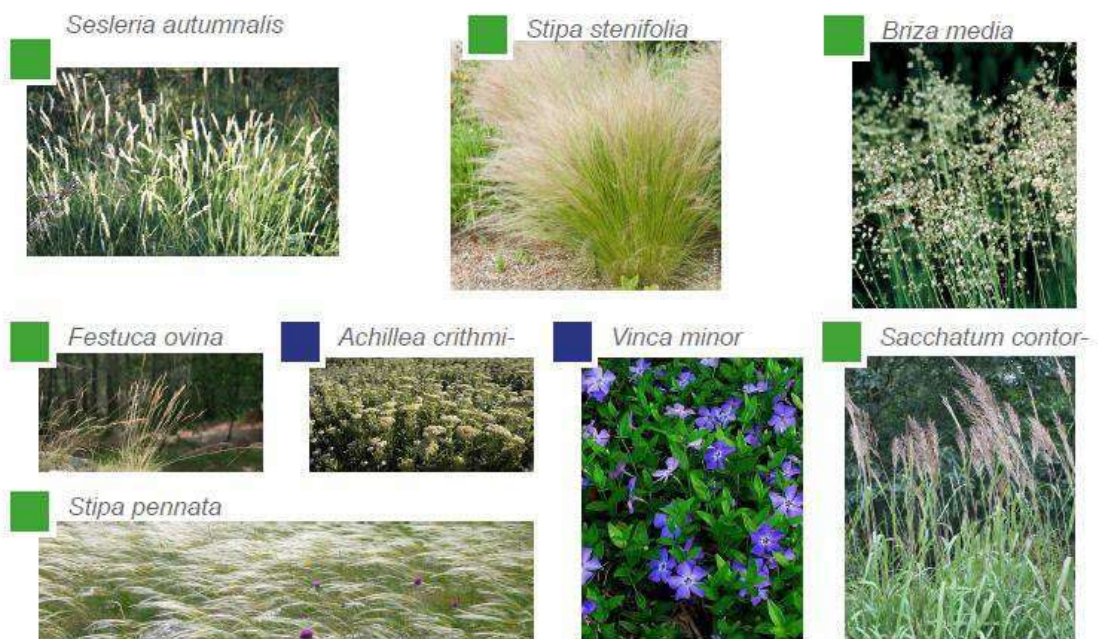 Sesleria autumnalis
Stipa stenifolia
Briza media
Festuca ovina
Achillea crithmi-
Vinca minor
Sacchatum contor-
Stipa pennata